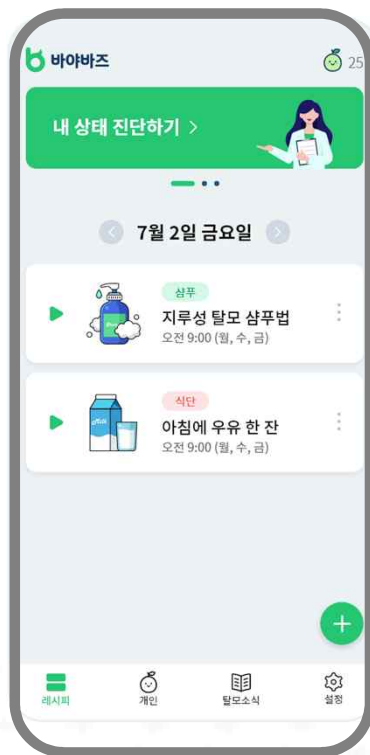 바야바즈
25
내 상태 진단하기 >
7월 2일 금요일
샴푸
지루성 탈모 샴푸법
오전 9:00 (월, 수, 금)
식단
Milk
아침에 우유 한 잔
오전 9:00 (월, 수, 금)
레시피
개인
탈모소식
설정